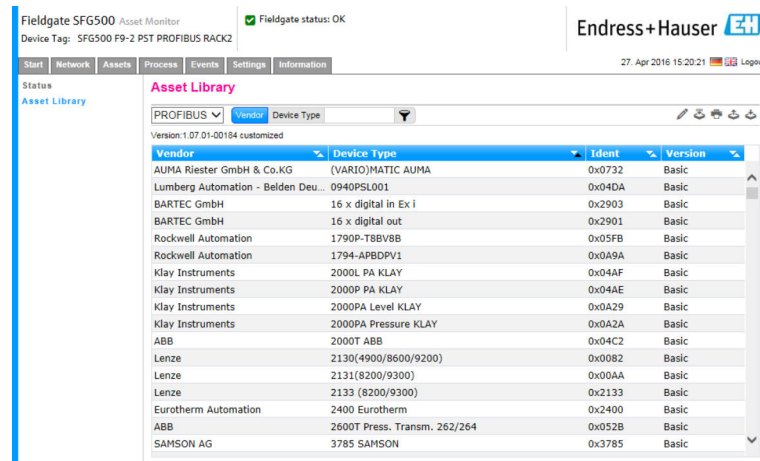 Fieldgate SFG500 Asset Monitor
Device Tag: SFG500 F9-2 PST PROFIBUS RACK2
Fieldgate status: OK
Endress+Hauser EH
Start Network Assets Process Events Settings Information
27. Apr 2016 15:20:21 Logou
Status
Asset Library
Asset Library
PROFIBUS Vendor Device Type
Version:1.07.01-00184 customized
Vendor Device Type Ident Version
AUMA Riester GmbH & Co.KG (VARIO)MATIC AUMA 0x0732 Basic
Lumberg Automation - Belden Deu... 0940PSL001 0x04DA Basic
BARTEC GmbH 16 x digital in Ex i 0x2903 Basic
BARTEC GmbH 16 x digital out 0x2901 Basic
Rockwell Automation 1790P-T8BV8B 0x05FB Basic
Rockwell Automation 1794-APBDPV1 0x0A9A Basic
Klay Instruments 2000L PA KLAY 0x04AF Basic
Klay Instruments 2000P PA KLAY 0x04AE Basic
Klay Instruments 2000PA Level KLAY 0x0A29 Basic
Klay Instruments 2000PA Pressure KLAY 0x0A2A Basic
ABB 2000T ABB 0x04C2 Basic
Lenze 2130(4900/8600/9200) 0x0082 Basic
Lenze 2131(8200/9300) 0x00AA Basic
Lenze 2133 (8200/9300) 0x2133 Basic
Eurotherm Automation 2400 Eurotherm 0x2400 Basic
ABB 2600T Press. Transm. 262/264 0x052B Basic
SAMSON AG 3785 SAMSON 0x3785 Basic